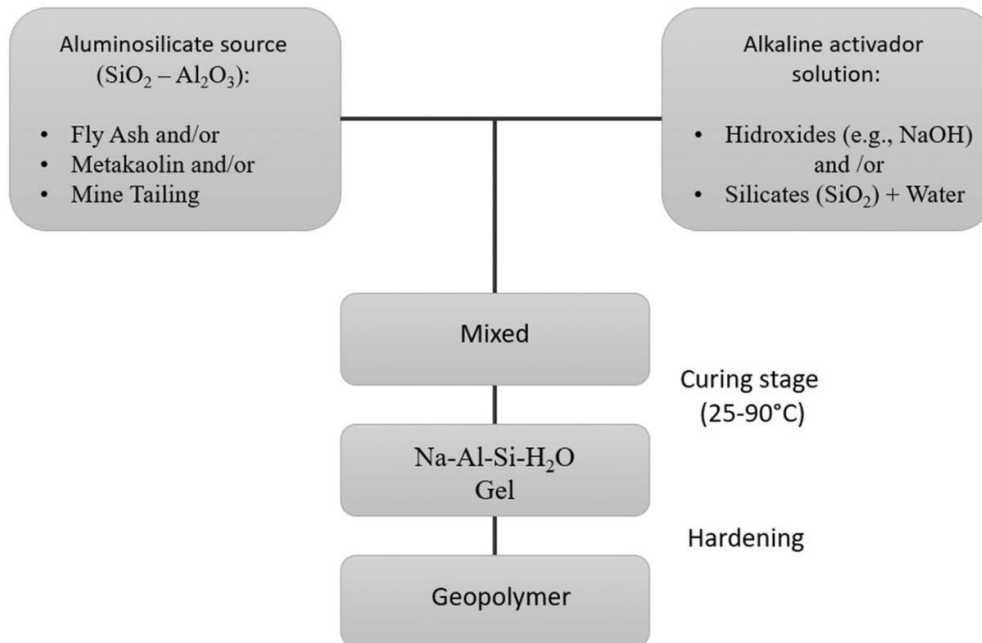 Aluminosilicate source
(SiO₂ – Al₂O₃):
• Fly Ash and/or
• Metakaolin and/or
• Mine Tailing
Alkaline activador
solution:
• Hidroxides (e.g., NaOH)
and /or
• Silicates (SiO₂) + Water
Mixed
Curing stage
(25-90°C)
Na-Al-Si-H₂O
Gel
Hardening
Geopolymer